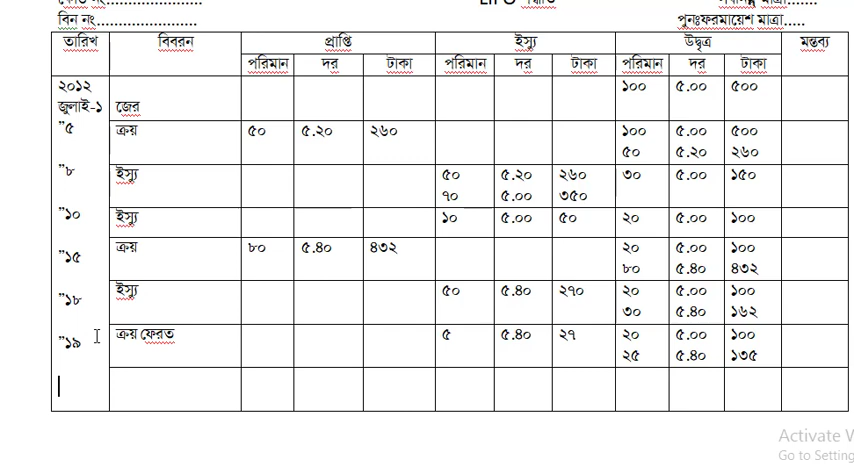 কোড নং........................ LIFO পদ্ধতি সর্বনিম্ন মাত্রা.......
বিন নং......................... পুনঃফরমায়েশ মাত্রা.....
তারিখ বিবরন প্রাপ্তি ইস্যু উদ্বৃত্র মন্তব্য
পরিমান দর টাকা পরিমান দর টাকা পরিমান দর টাকা
২০১২ ১০০ ৫.০০ ৫০০
জুলাই-১ জের
”৫ ক্রয় ৫০ ৫.২০ ২৬০ ১০০ ৫.০০ ৫০০
৫০ ৫.২০ ২৬০
”৮ ইস্যু ৫০ ৫.২০ ২৬০ ৩০ ৫.০০ ১৫০
৭০ ৫.০০ ৩৫০
”১০ ইস্যু ১০ ৫.০০ ৫০ ২০ ৫.০০ ১০০
”১৫ ক্রয় ৮০ ৫.৪০ ৪৩২ ২০ ৫.০০ ১০০
৮০ ৫.৪০ ৪৩২
”১৮ ইস্যু ৫০ ৫.৪০ ২৭০ ২০ ৫.০০ ১০০
৩০ ৫.৪০ ১৬২
”১৯ ক্রয় ফেরত ৫ ৫.৪০ ২৭ ২০ ৫.০০ ১০০
২৫ ৫.৪০ ১৩৫
Activate
Go to Setting